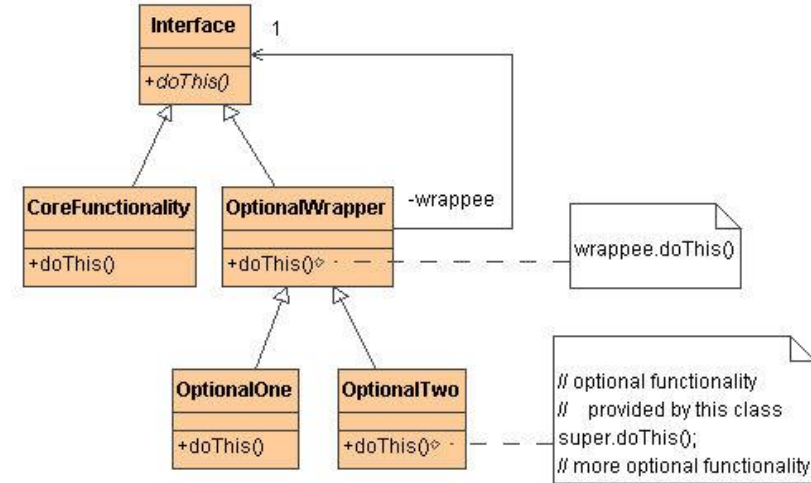 Interface
1
+doThis()
CoreFunctionality
+doThis()
OptionalWrapper
-wrappee
+doThis()
wrappee.doThis()
OptionalOne
+doThis()
OptionalTwo
+doThis()
// optional functionality
// provided by this class
super.doThis();
// more optional functionality